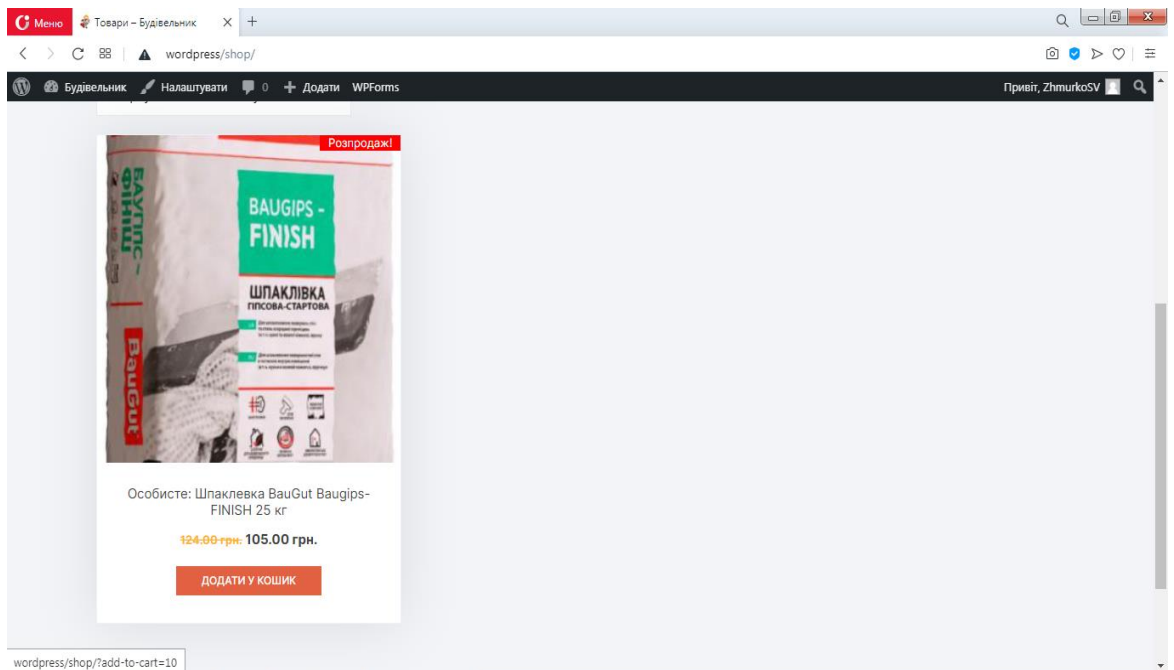 Меню
Товари – Будівельник
wordpress/shop/
Будівельник Налаштувати 0 Додати WPForms
Привіт, ZhmurkoSV
Розпродаж!
БАУГІПС –
ФІНІШ
BauGut
BAUGIPS –
FINISH
ШПАКЛІВКА
ГІПСОВА-СТАРТОВА
Особисте: Шпаклевка BauGut Baugips-
FINISH 25 кг
124.00 грн. 105.00 грн.
ДОДАТИ У КОШИК
wordpress/shop/?add-to-cart=10